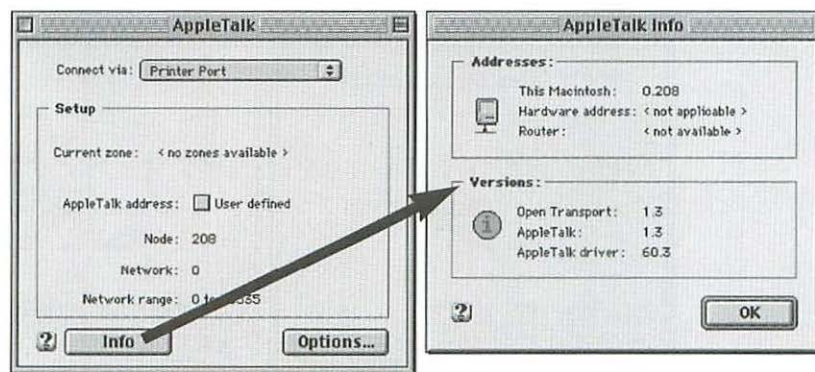 AppleTalk
Connect via: Printer Port
Setup
Current zone: < no zones available >
AppleTalk address: User defined
Node: 208
Network: 0
Network range: 0 to
? Info Options...
AppleTalk Info
Addresses:
This Macintosh: 0.208
Hardware address: < not applicable >
Router: < not available >
Versions:
Open Transport: 1.3
AppleTalk: 1.3
AppleTalk driver: 60.3
? OK